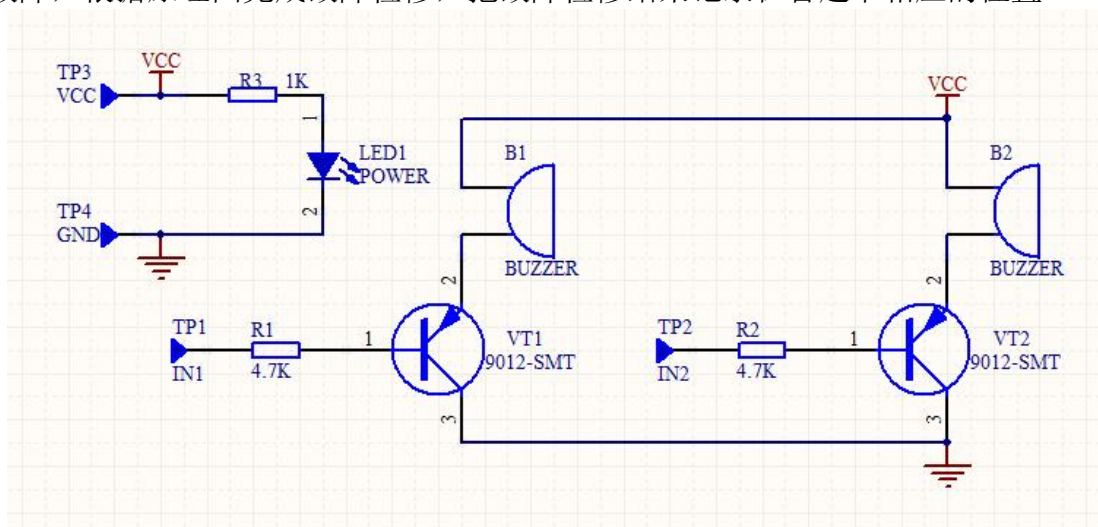 VCC
TP3
VCC
R3 1K
1
LED1
POWER
2
TP4
GND
VCC
B1
BUZZER
2
B2
BUZZER
2
TP1
IN1
R1
4.7K
1
VT1
9012-SMT
3
TP2
IN2
R2
4.7K
1
VT2
9012-SMT
3